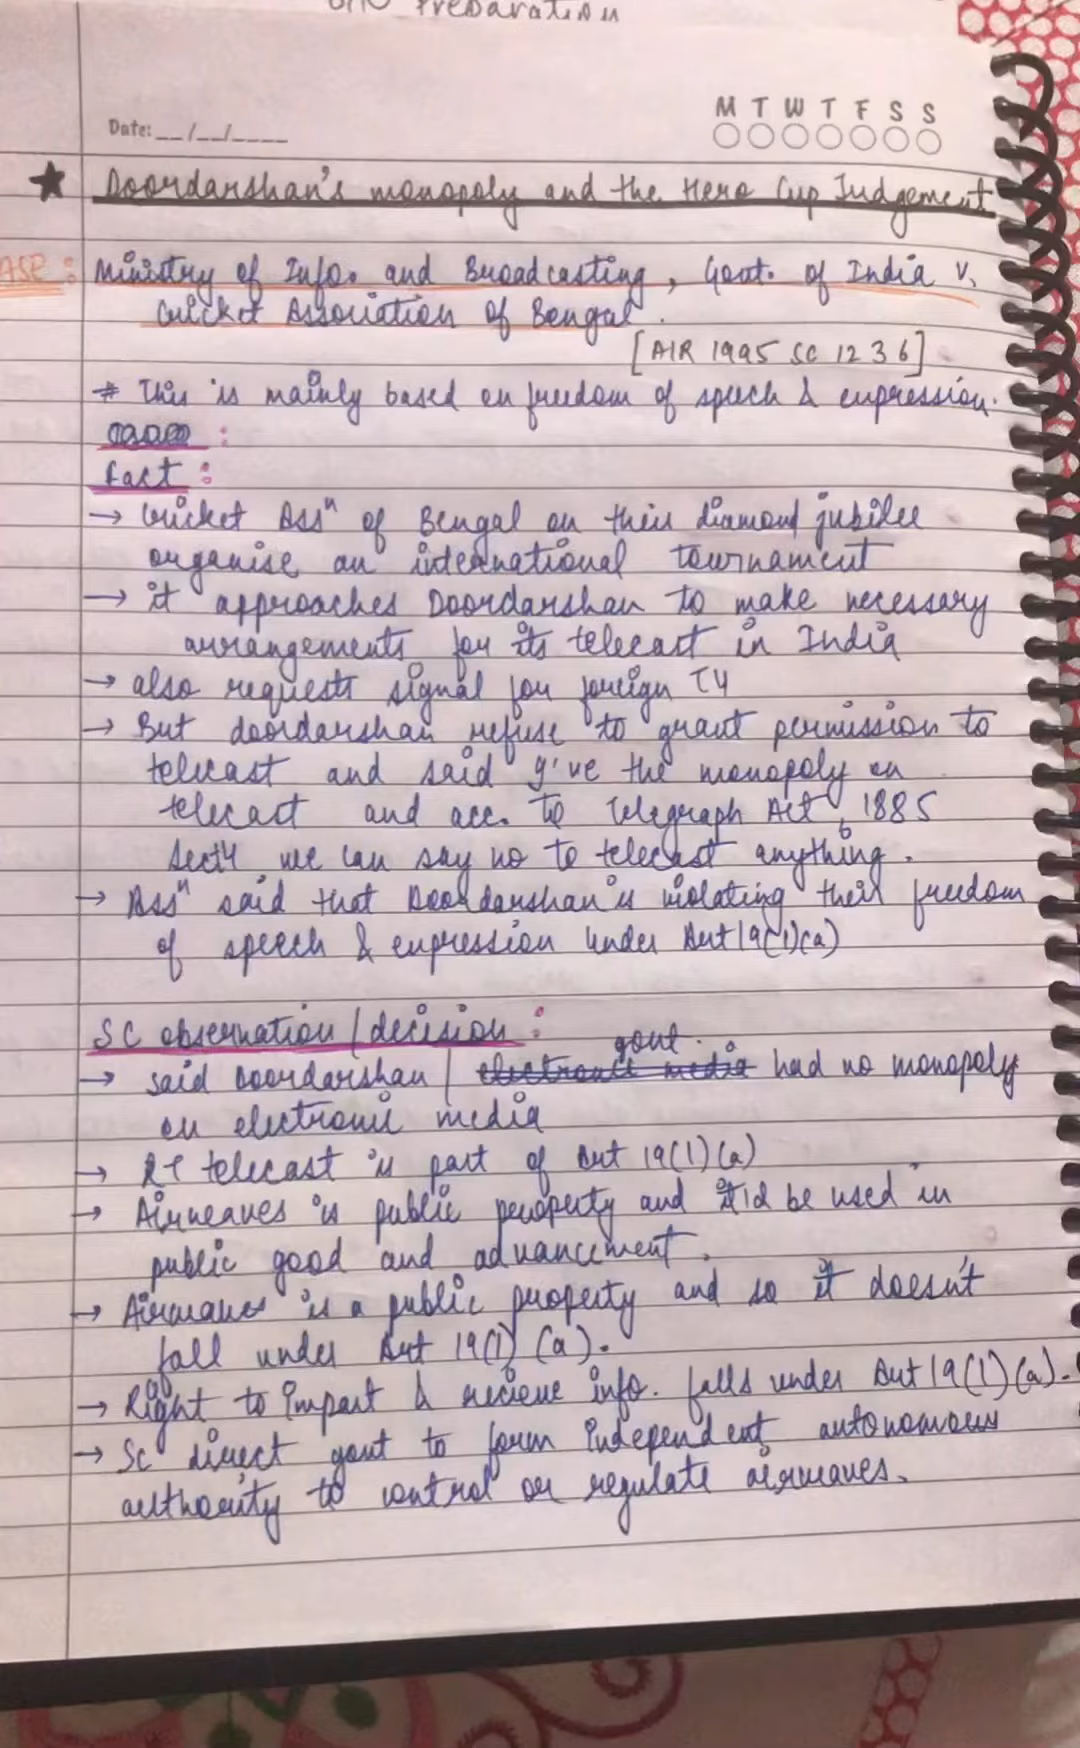 Preparation
M T W T F S S
Date: __/__/____
★ Doordarshan's monopoly and the Hero Cup Judgement
ASE : Ministry of Info. and Broadcasting, Govt. of India V.
Cricket Association of Bengal.
[AIR 1995 SC 1236]
# This is mainly based on freedom of speech & expression.
:
fact :
→ Cricket Assⁿ of Bengal on their diamond jubilee
organise an international tournament
→ it approaches Doordarshan to make necessary
arrangements for its telecast in India
→ also requests signal for foreign TV
→ But doordarshan refuse to grant permission to
telecast and said g've the monopoly on
telecast and acc. to Telegraph Act, 1885
Sect4 we can say no to telecast anything.
→ Assⁿ said that Doordarshan is violating their freedom
of speech & expression under Art 19(1)(a)
SC observation / decision :
govt.
→ said Doordarshan / electronic media had no monopoly
on electronic media
→ Rt telecast is part of Art 19(1)(a)
→ Airweaves is public peroperty and it'd be used in
public good and advancement.
→ Airwaves is a public property and so it doesn't
fall under Art 19(1)(a).
→ Right to impart & recieve info. falls under Art 19(1)(a).
→ Sc direct govt to form independent autonomous
authority to control or regulate airwaves.